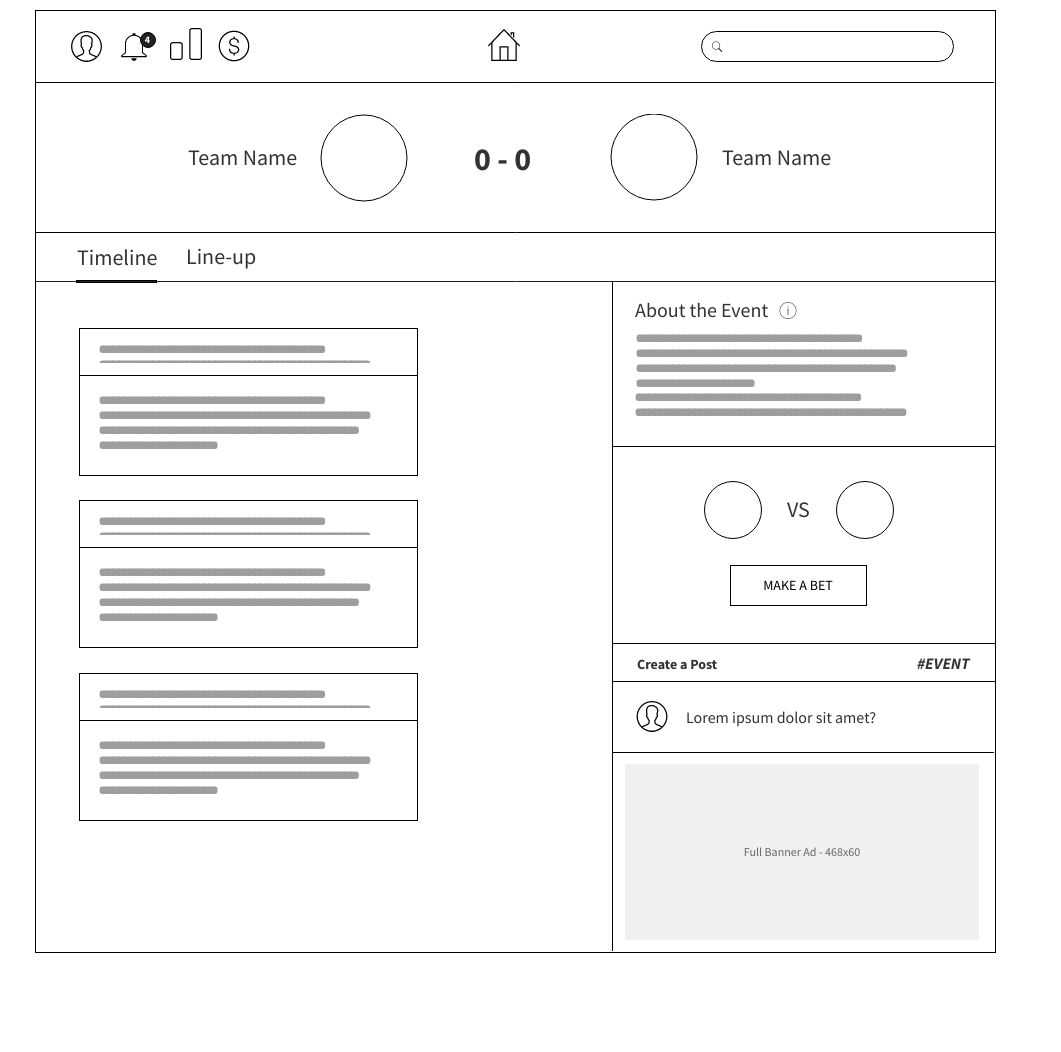 4
Team Name
0 - 0
Team Name
Timeline
Line-up
About the Event
VS
MAKE A BET
Create a Post
#EVENT
Lorem ipsum dolor sit amet?
Full Banner Ad - 468x60